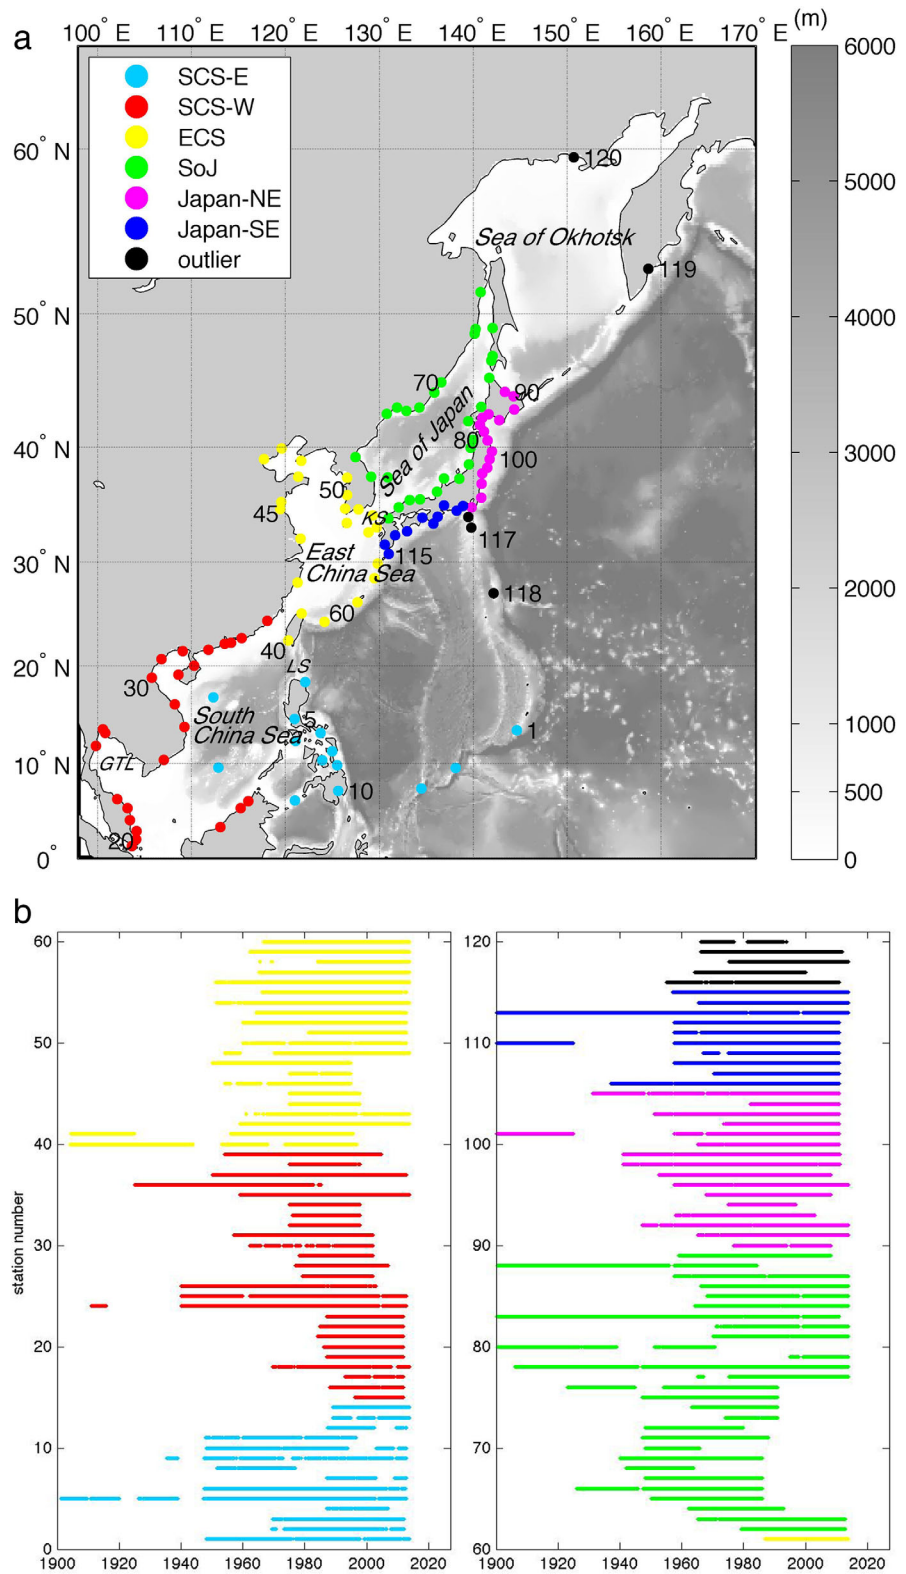 a
100° E 110° E 120° E 130° E 140° E 150° E 160° E 170° E (m)
SCS-E
SCS-W
ECS
SoJ
Japan-NE
Japan-SE
outlier
60° N
50° N
40° N
30° N
20° N
10° N
0°
6000
5000
4000
3000
2000
1000
500
0
120
Sea of Okhotsk
119
70
90
Sea of Japan
80
100
50
45
KS
117
East
China Sea
115
118
60
40
LS
30
South
China Sea
5
1
GTL
10
20
b
station number
60
50
40
30
20
10
0
1900 1920 1940 1960 1980 2000 2020
120
110
100
90
80
70
60
1900 1920 1940 1960 1980 2000 2020